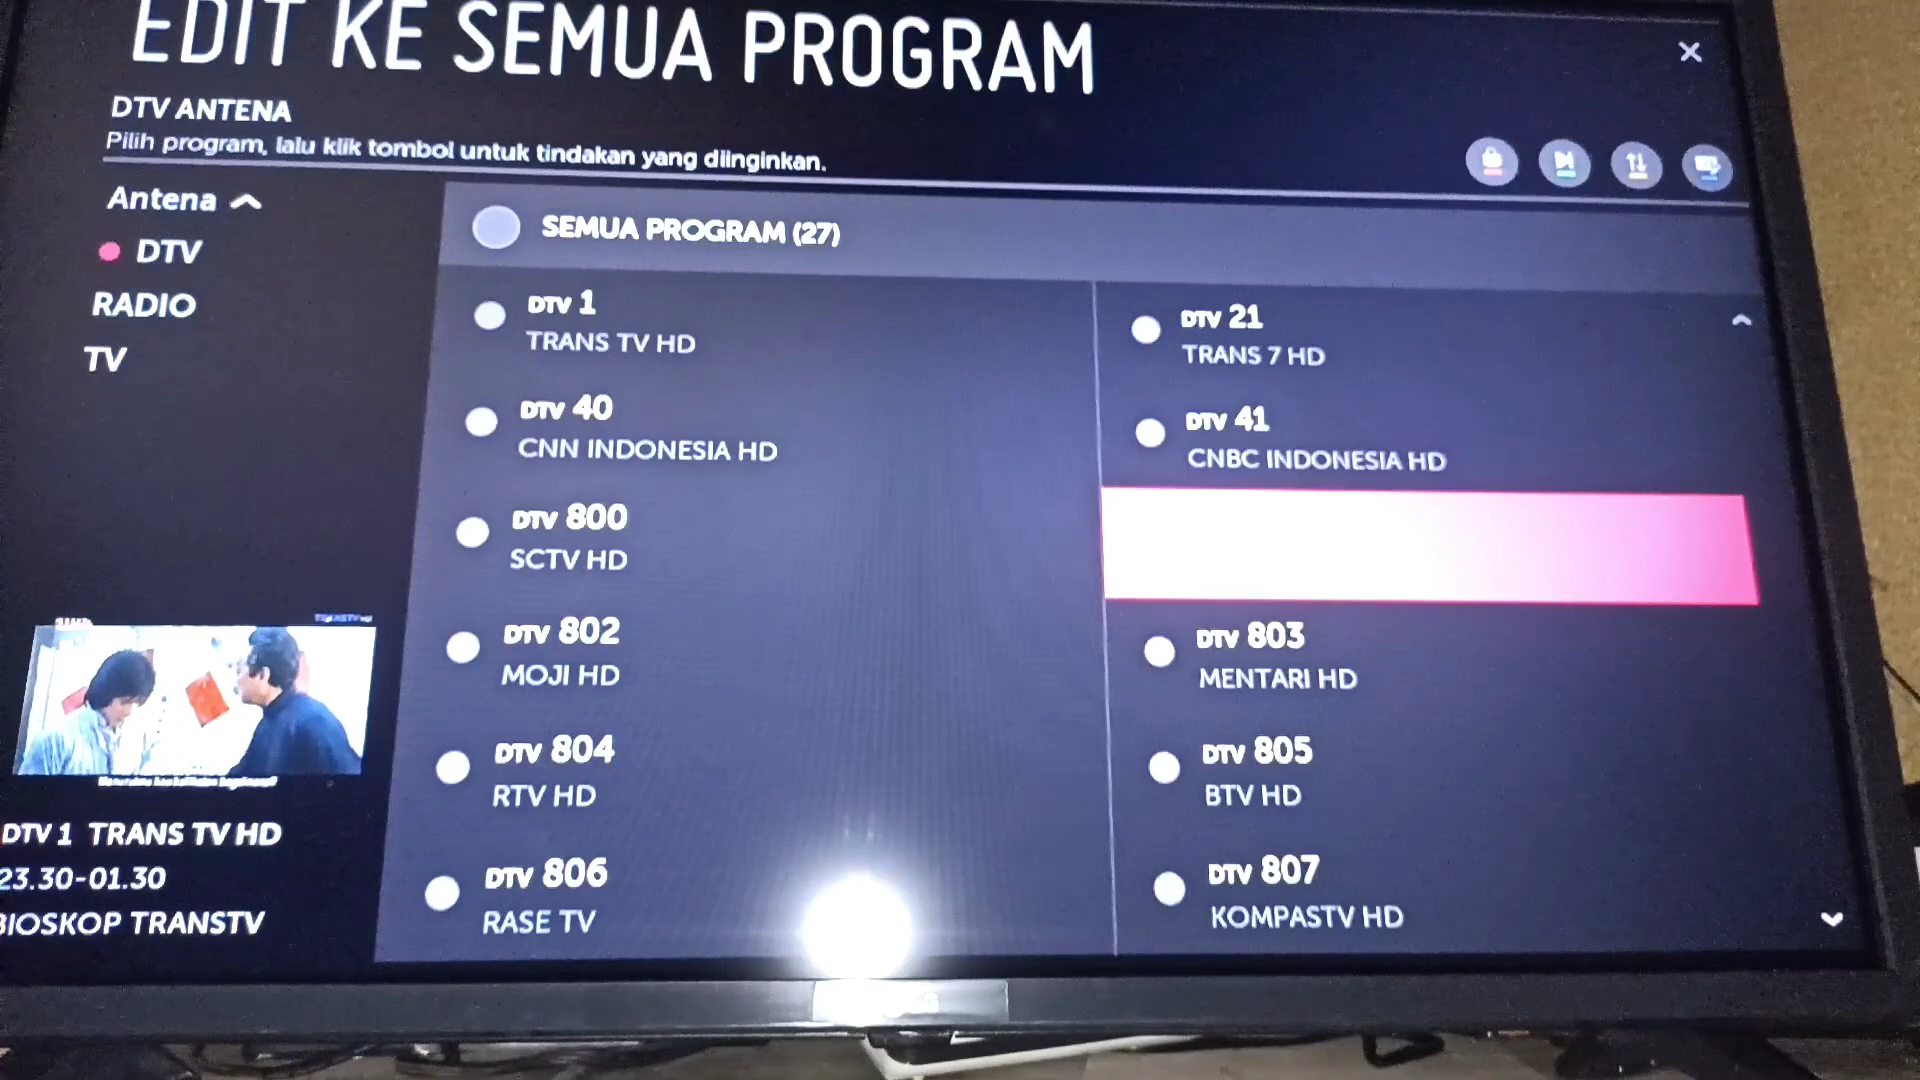 EDIT KE SEMUA PROGRAM
DTV ANTENA
Pilih program, lalu klik tombol untuk tindakan yang diinginkan.
Antena
DTV
RADIO
TV
SEMUA PROGRAM (27)
DTV 1
TRANS TV HD
DTV 21
TRANS 7 HD
DTV 40
CNN INDONESIA HD
DTV 41
CNBC INDONESIA HD
DTV 800
SCTV HD
DTV 802
MOJI HD
DTV 803
MENTARI HD
DTV 804
RTV HD
DTV 805
BTV HD
DTV 806
RASE TV
DTV 807
KOMPASTV HD
DTV 1 TRANS TV HD
23.30-01.30
BIOSKOP TRANSTV